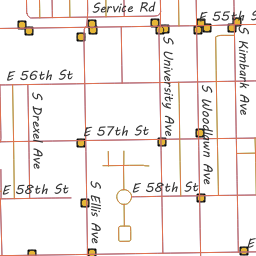 Service Rd
E 55th S
S Kimbark Ave
E 56th St
S University Ave
S Woodlawn Ave
S Drexel Ave
E 57th St
E 58th St
E 58th St
S Ellis Ave
E